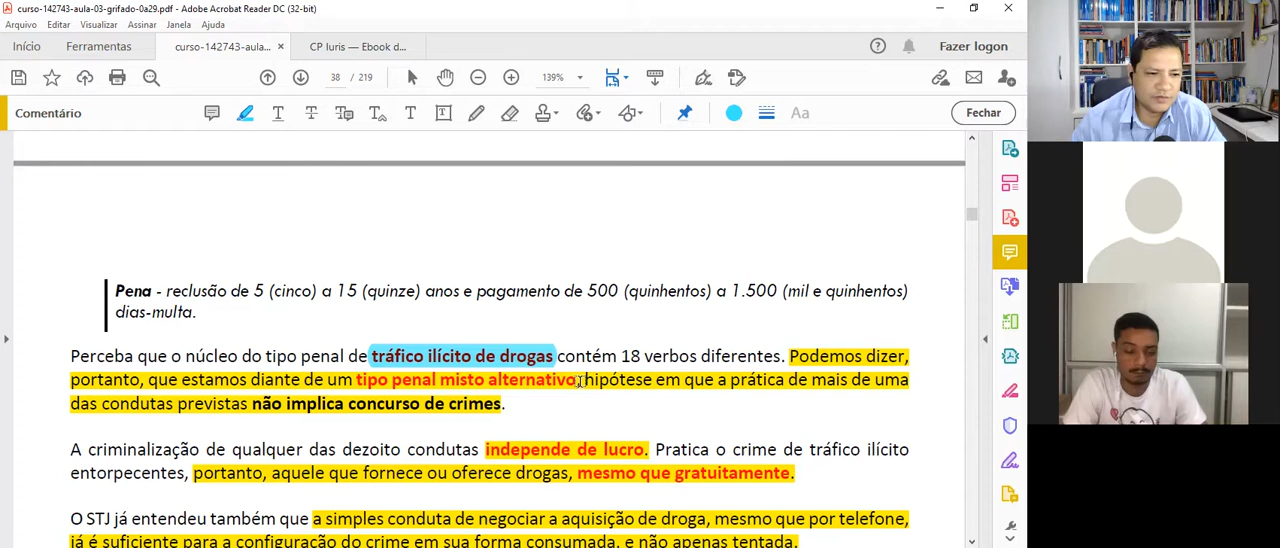 curso-142743-aula-03-grifado-0a29.pdf - Adobe Acrobat Reader DC (32-bit)
Arquivo Editar Visualizar Assinar Janela Ajuda
Início Ferramentas curso-142743-aula-... × CP Iuris — Ebook d... Fazer logon
38 / 219 139%
Comentário Fechar
Pena - reclusão de 5 (cinco) a 15 (quinze) anos e pagamento de 500 (quinhentos) a 1.500 (mil e quinhentos)
dias-multa.
Perceba que o núcleo do tipo penal de tráfico ilícito de drogas contém 18 verbos diferentes. Podemos dizer,
portanto, que estamos diante de um tipo penal misto alternativo, hipótese em que a prática de mais de uma
das condutas previstas não implica concurso de crimes.
A criminalização de qualquer das dezoito condutas independe de lucro. Pratica o crime de tráfico ilícito
entorpecentes, portanto, aquele que fornece ou oferece drogas, mesmo que gratuitamente.
O STJ já entendeu também que a simples conduta de negociar a aquisição de droga, mesmo que por telefone,
já é suficiente para a configuração do crime em sua forma consumada, e não apenas tentada.